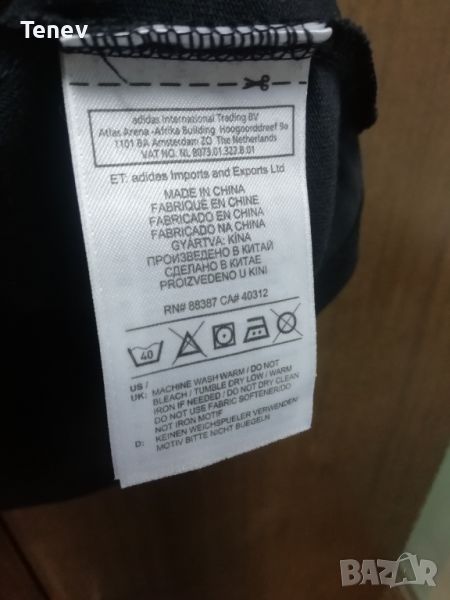 Tenev
adidas International Trading BV
Atlas Arena -Afrika Building Hoogoorddreef 9a
1101 BA Amsterdam ZO The Netherlands
VAT NO. NL 8073.01.327.B.01
ET: adidas Imports and Exports Ltd
MADE IN CHINA
FABRIQUÉ EN CHINE
FABRICADO EN CHINA
FABRICADO NA CHINA
GYÁRTVA: KÍNA
ПРОИЗВЕДЕНО В КИТАЙ
СДЕЛАНО В КИТАЕ
PROIZVEDENO U KINI
RN# 88387 CA# 40312
40
US /
UK: MACHINE WASH WARM / DO NOT
BLEACH / TUMBLE DRY LOW / WARM
IRON IF NEEDED / DO NOT DRY CLEAN
DO NOT USE FABRIC SOFTENER/DO
NOT IRON MOTIF
D: KEINEN WEICHSPUELER VERWENDEN/
MOTIV BITTE NICHT BUEGELN
BAZAR